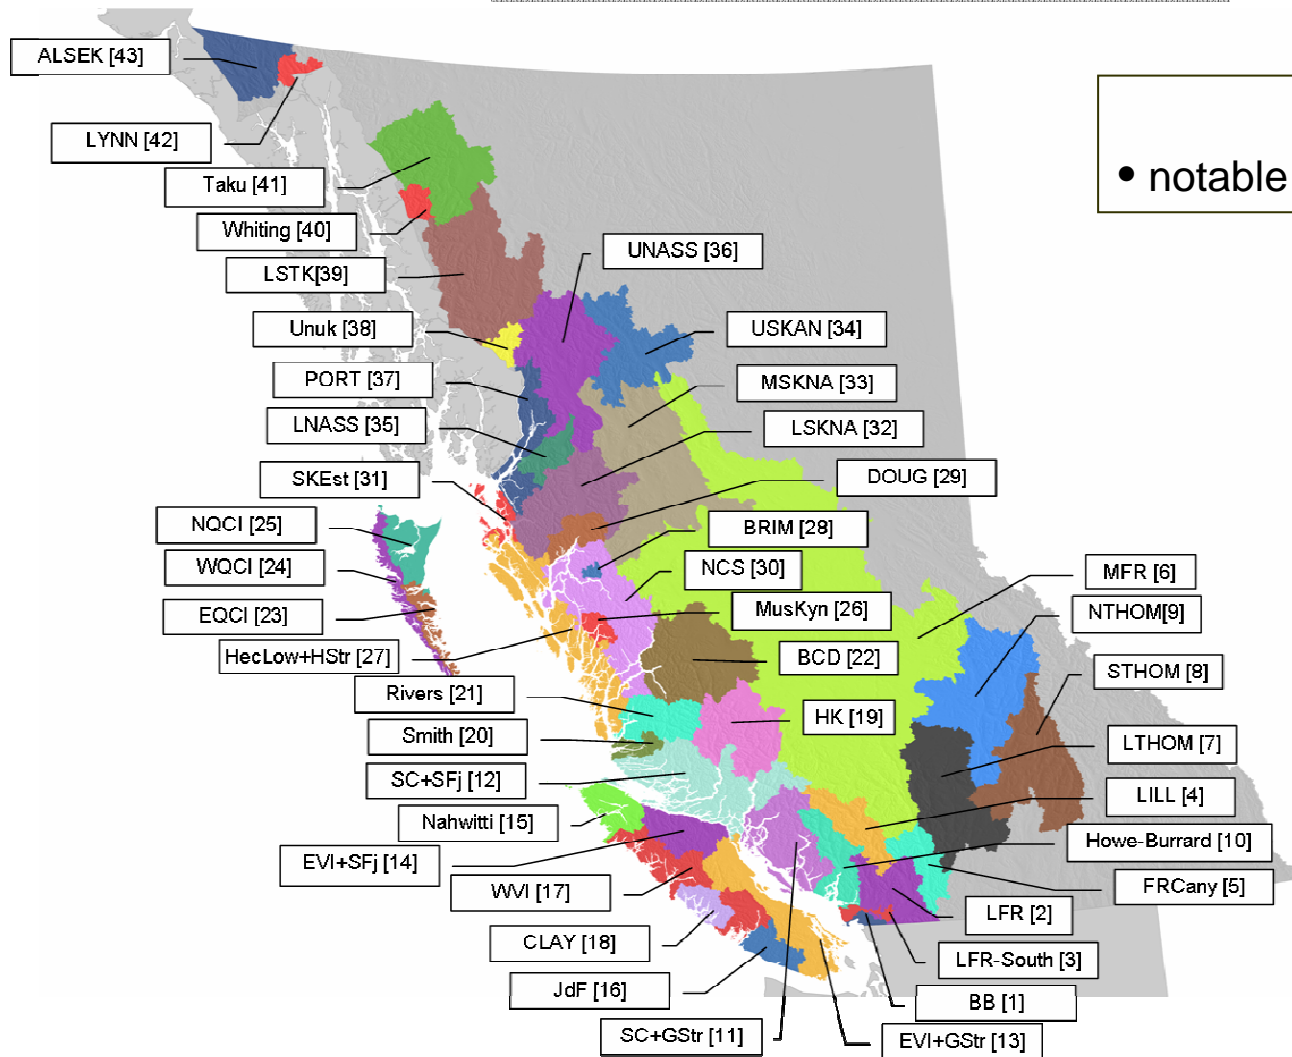 ALSEK [43]
LYNN [42]
Taku [41]
Whiting [40]
LSTK[39]
Unuk [38]
PORT [37]
LNASS [35]
SKEst [31]
NQCI [25]
WQCI [24]
EQCI [23]
HecLow+HStr [27]
Rivers [21]
Smith [20]
SC+SFj [12]
Nahwitti [15]
EVI+SFj [14]
WVI [17]
CLAY [18]
JdF [16]
SC+GStr [11]
• notable
UNASS [36]
USKAN [34]
MSKNA [33]
LSKNA [32]
DOUG [29]
BRIM [28]
NCS [30]
MusKyn [26]
BCD [22]
HK [19]
MFR [6]
NTHOM[9]
STHOM [8]
LTHOM [7]
LILL [4]
Howe-Burrard [10]
FRCany [5]
LFR [2]
LFR-South [3]
BB [1]
EVI+GStr [13]